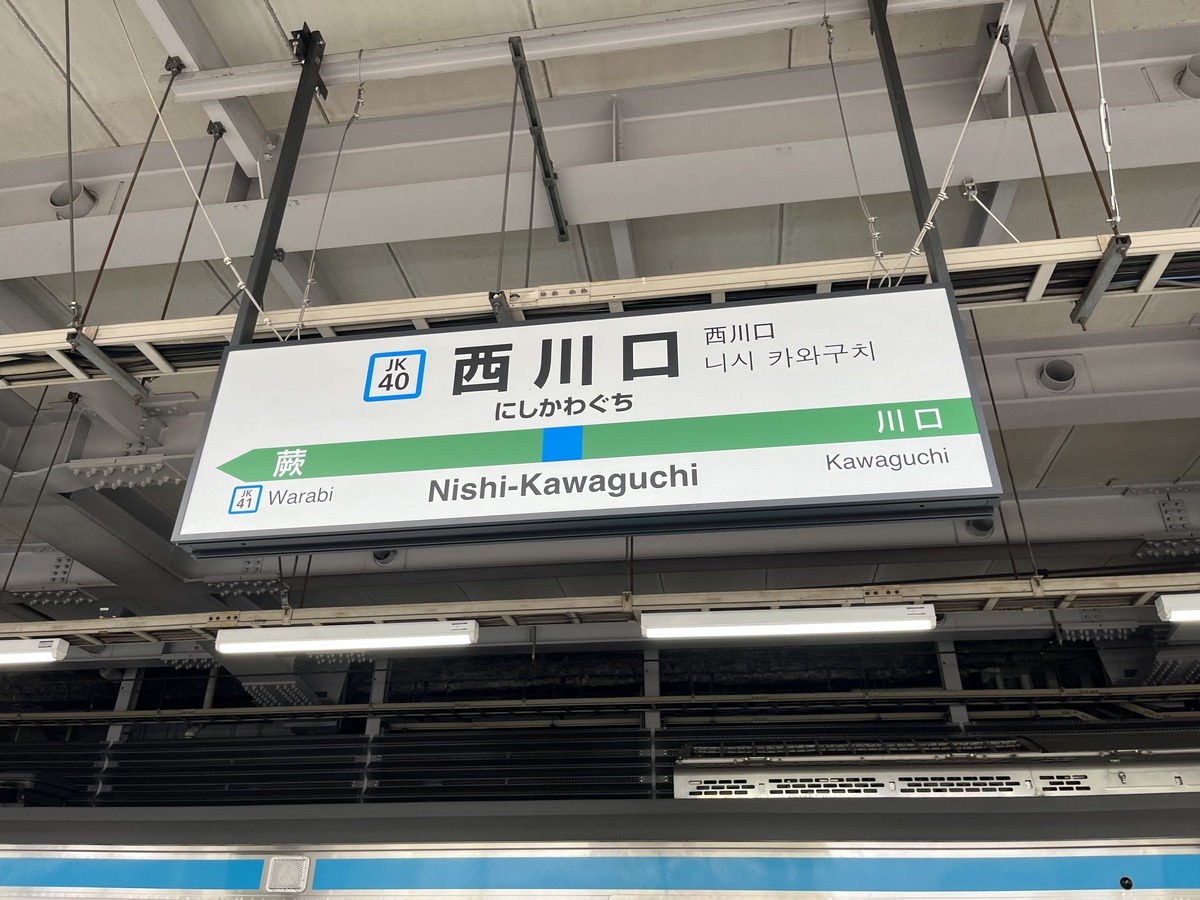 JK
40
西川口
西川口
니시 카와구치
にしかわぐち
蕨
川口
JK
41
Warabi
Nishi-Kawaguchi
Kawaguchi